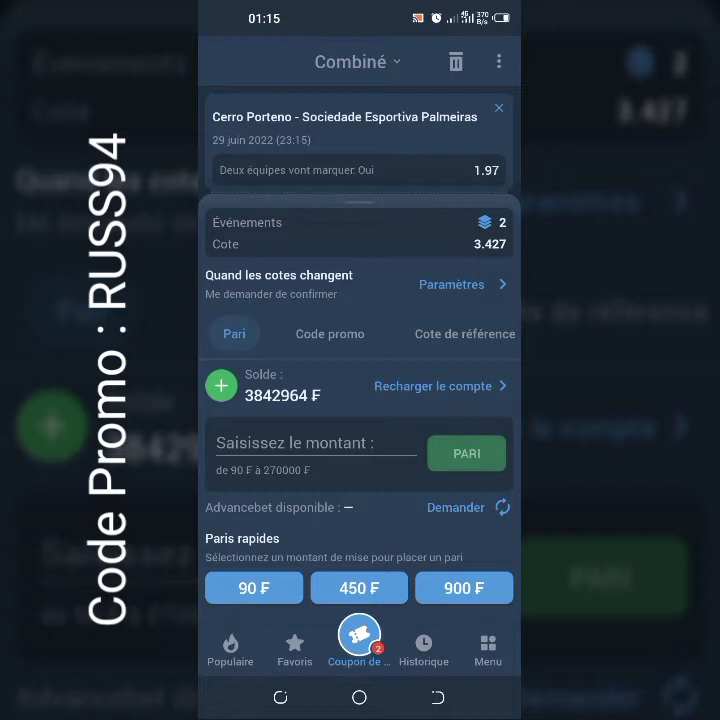 01:15
4G
370
B/s
Combiné
Cerro Porteno - Sociedade Esportiva Palmeiras
29 juin 2022 (23:15)
Deux équipes vont marquer: Oui 1.97
Événements 2
Cote 3.427
Quand les cotes changent
Me demander de confirmer
Paramètres
Pari Code promo Cote de référence
Solde :
3842964 ₣
Recharger le compte
Saisissez le montant :
PARI
de 90 ₣ à 270000 ₣
Advancebet disponible : — Demander
Paris rapides
Sélectionnez un montant de mise pour placer un pari
90 ₣ 450 ₣ 900 ₣
2
Populaire Favoris Coupon de ... Historique Menu
Code Promo : RUSS94